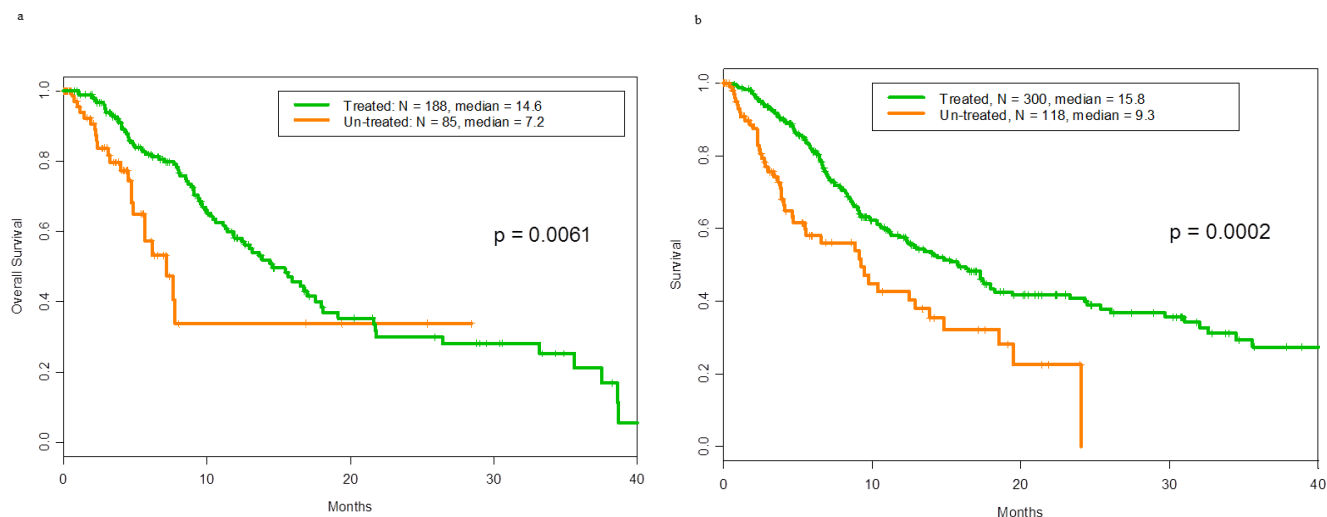 a
Treated: N = 188, median = 14.6
Un-treated: N = 85, median = 7.2
p = 0.0061
Overall Survival
1.0
0.8
0.6
0.4
0.2
0.0
0 10 20 30 40
Months
b
Treated, N = 300, median = 15.8
Un-treated, N = 118, median = 9.3
p = 0.0002
Survival
1.0
0.8
0.6
0.4
0.2
0.0
0 10 20 30 40
Months